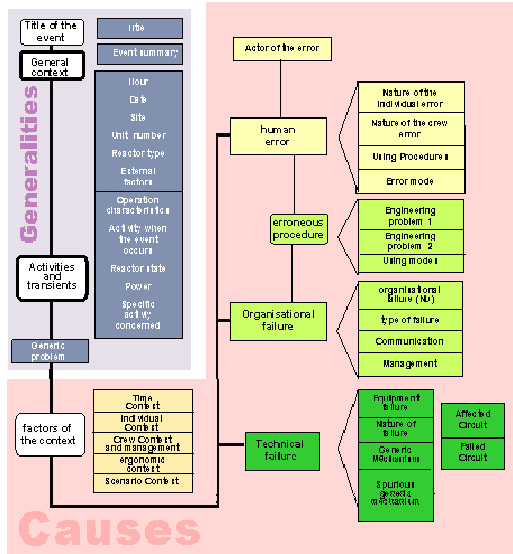 Title of the
event
Title
Event summary
General
context
Generalities
Hour
Date
Site
Unit number
Reactor type
External
factors
Operation
characteristics
Activity when
the event
occurs
Reactor state
Power
Specific
activity
concerned
Activities
and
transients
Generic
problem
factors of
the context
Time
Context
Individual
Context
Crew Context
and management
ergonomic
context
Scenario Context
Actor of the error
human
error
Nature of the
individual error
Nature of the crew
error
Using Procedures
Error mode
erroneous
procedure
Engineering
problem 1
Engineering
problem 2
Using modes
Organisational
failure
organisational
failure (No)
type of failure
Communication
Management
Technical
failure
Equipment
failure
Nature of
failure
Generic
Mechanism
Spurious
generic
mechanism
Affected
Circuit
Failed
Circuit
Causes